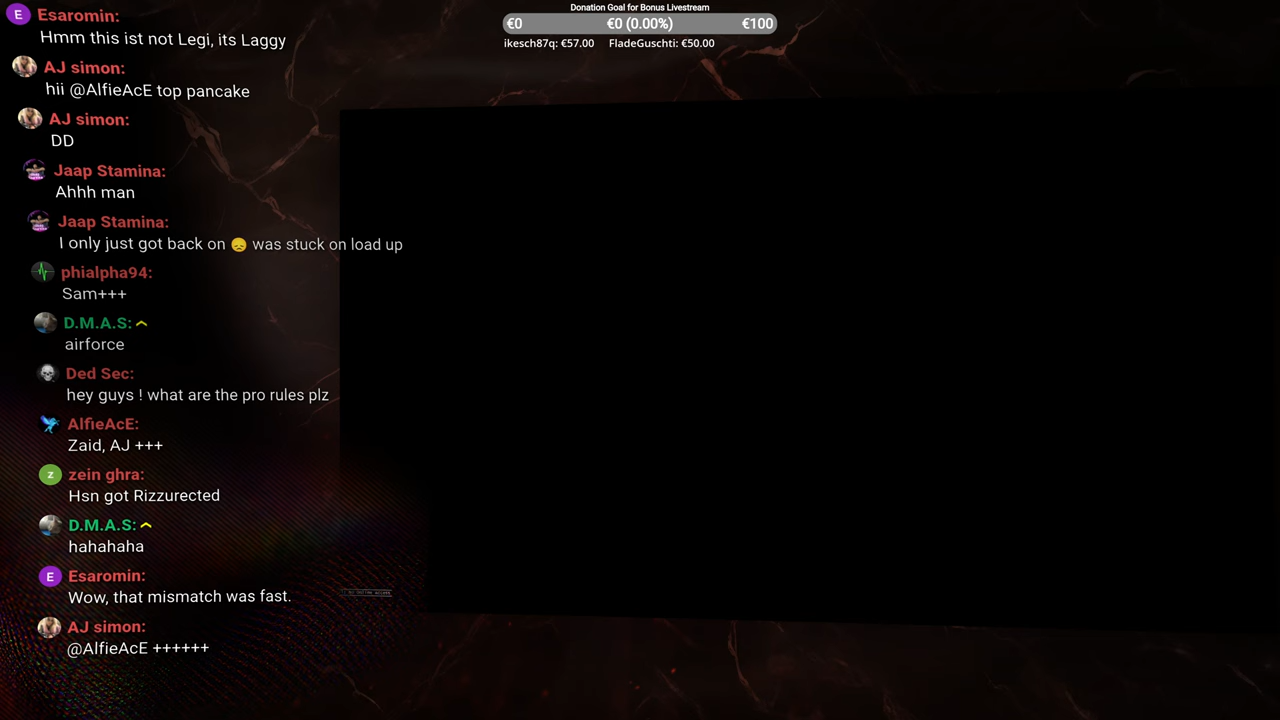 Donation Goal for Bonus Livestream
€0 €0 (0.00%) €100
ikesch87q: €57.00 FladeGuschti: €50.00
E Esaromin:
Hmm this ist not Legi, its Laggy
AJ simon:
hii @AlfieAcE top pancake
AJ simon:
DD
Jaap Stamina:
Ahhh man
Jaap Stamina:
I only just got back on 😞 was stuck on load up
phialpha94:
Sam+++
D.M.A.S:
airforce
Ded Sec:
hey guys ! what are the pro rules plz
AlfieAcE:
Zaid, AJ +++
z zein ghra:
Hsn got Rizzurected
D.M.A.S:
hahahaha
E Esaromin:
Wow, that mismatch was fast.
AJ simon:
@AlfieAcE ++++++